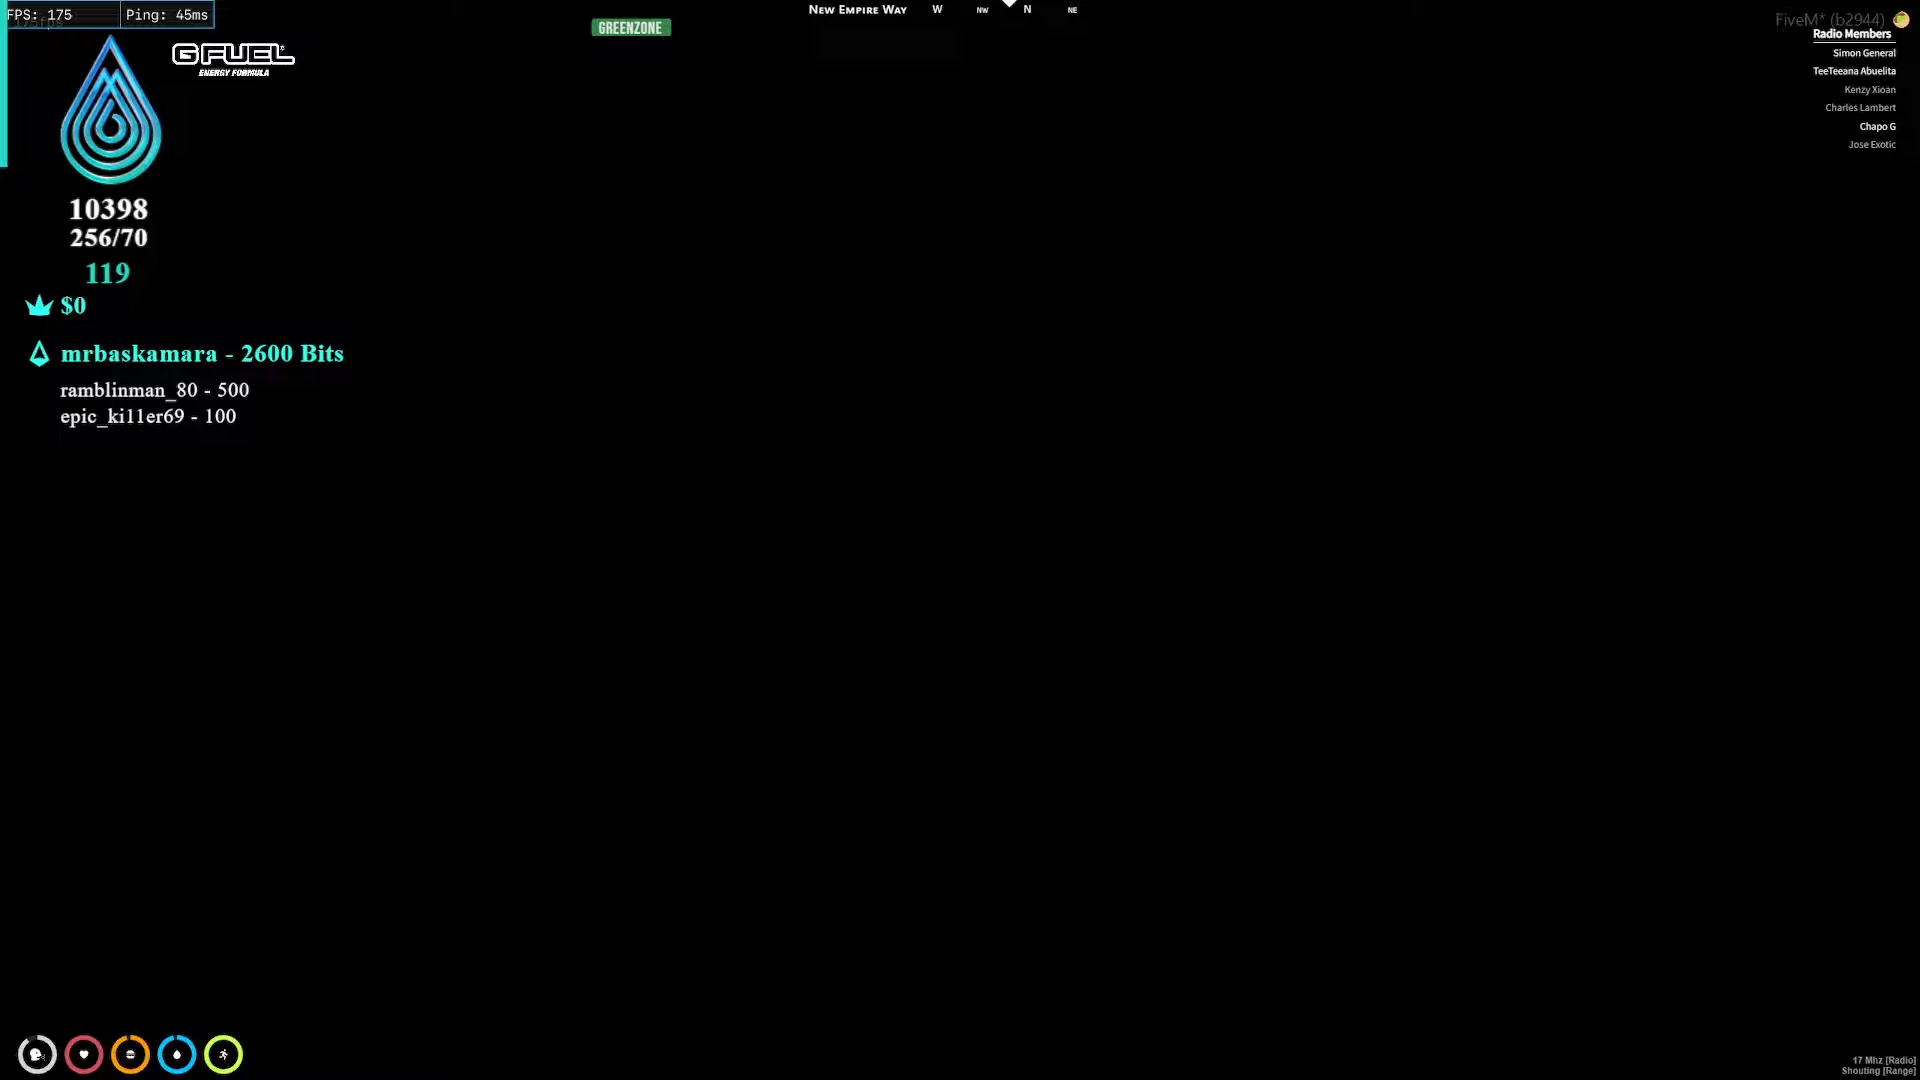 FPS: 175
Ping: 45ms
NEW EMPIRE WAY
W
NW
N
NE
GREENZONE
FiveM* (b2944)
Radio Members
Simon General
TeeTeeana Abuelita
Kenzy Xioan
Charles Lambert
Chapo G
Jose Exotic
G FUEL
ENERGY FORMULA
10398
256/70
119
$0
mrbaskamara - 2600 Bits
ramblinman_80 - 500
epic_ki11er69 - 100
17 Mhz [Radio]
Shouting [Range]